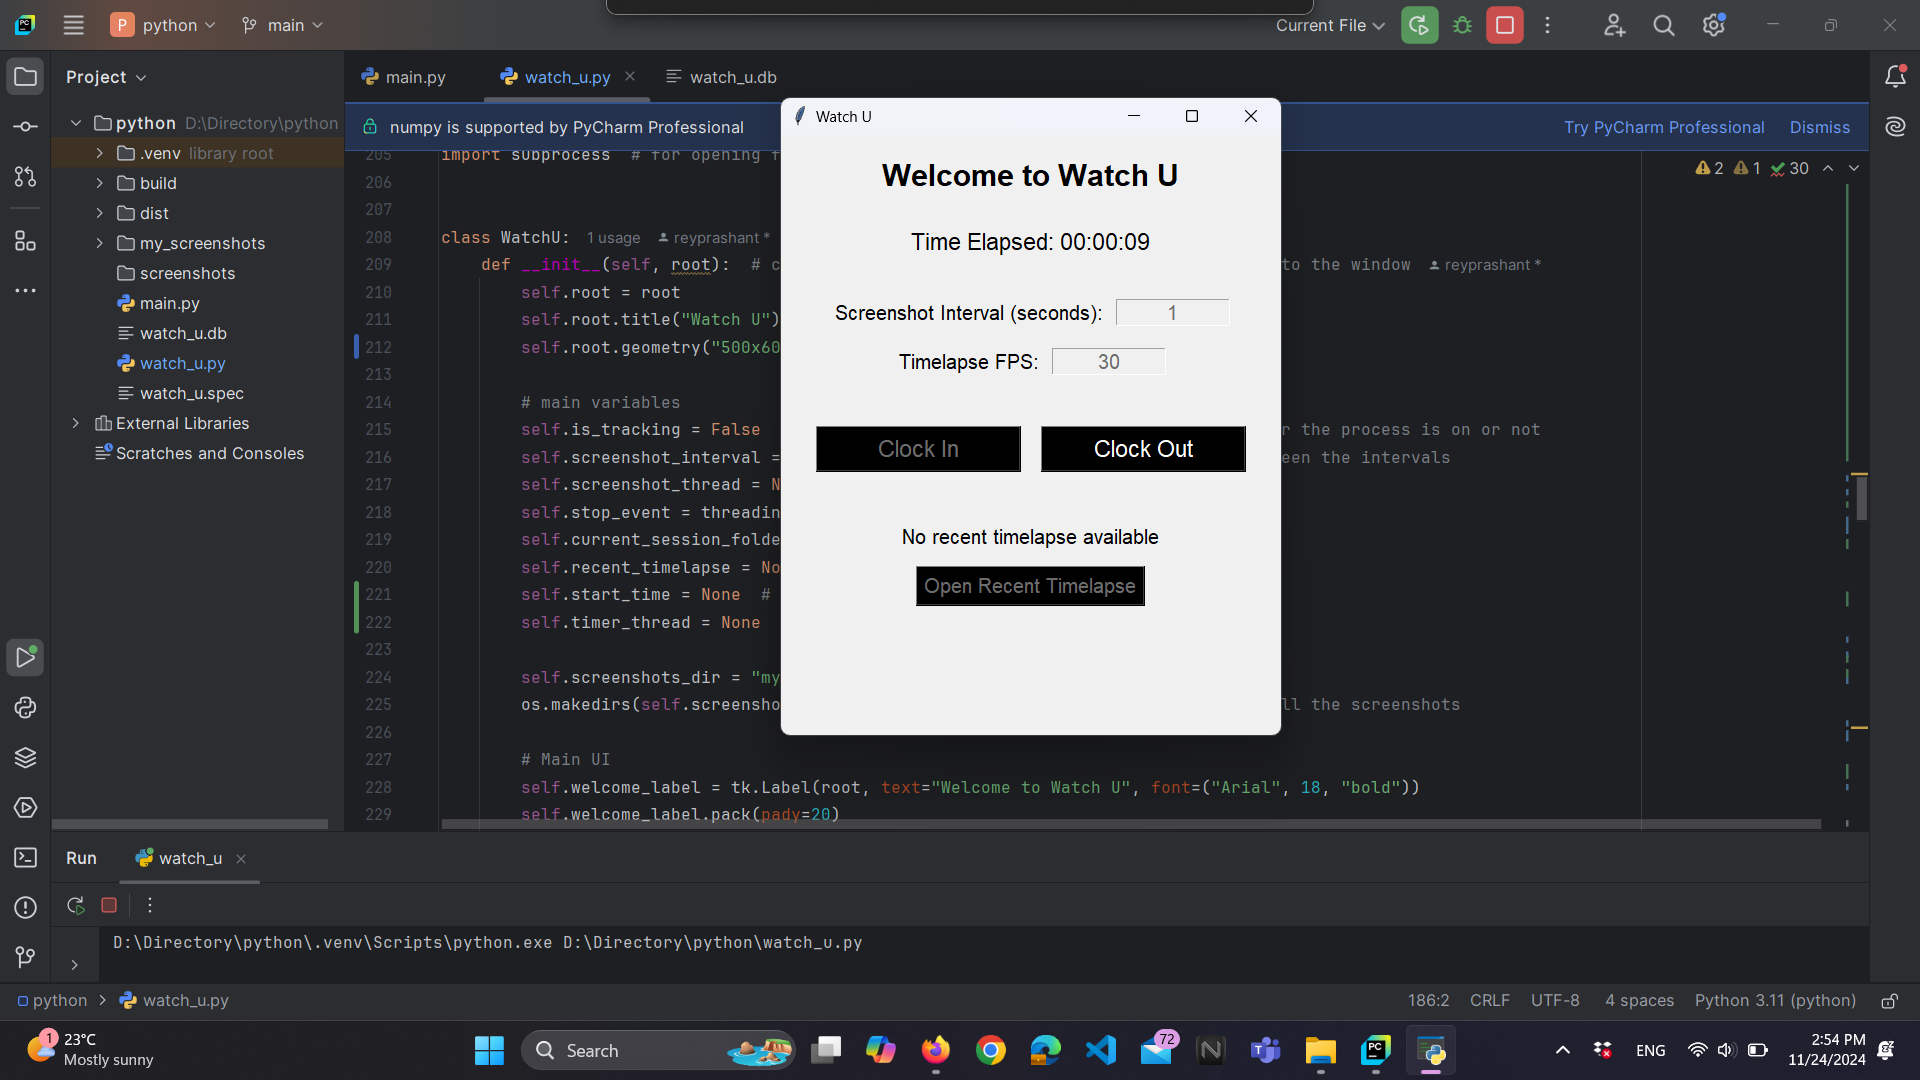 P python main
Current File
Project
main.py watch_u.py watch_u.db
python D:\Directory\python
.venv library root
build
dist
my_screenshots
screenshots
main.py
watch_u.db
watch_u.py
watch_u.spec
External Libraries
Scratches and Consoles
numpy is supported by PyCharm Professional
Try PyCharm Professional Dismiss
2 1 30
205 import subprocess # for opening f
206
207
208 class WatchU: 1 usage reyprashant *
209 def __init__(self, root): # c to the window reyprashant *
210 self.root = root
211 self.root.title("Watch U")
212 self.root.geometry("500x60
213
214 # main variables
215 self.is_tracking = False r the process is on or not
216 self.screenshot_interval = een the intervals
217 self.screenshot_thread = N
218 self.stop_event = threadin
219 self.current_session_folde
220 self.recent_timelapse = No
221 self.start_time = None #
222 self.timer_thread = None
223
224 self.screenshots_dir = "my
225 os.makedirs(self.screensho ll the screenshots
226
227 # Main UI
228 self.welcome_label = tk.Label(root, text="Welcome to Watch U", font=("Arial", 18, "bold"))
229 self.welcome_label.pack(pady=20)
Watch U
Welcome to Watch U
Time Elapsed: 00:00:09
Screenshot Interval (seconds): 1
Timelapse FPS: 30
Clock In Clock Out
No recent timelapse available
Open Recent Timelapse
Run watch_u
D:\Directory\python\.venv\Scripts\python.exe D:\Directory\python\watch_u.py
python watch_u.py
186:2 CRLF UTF-8 4 spaces Python 3.11 (python)
1 23°C
Mostly sunny
Search
72
ENG
2:54 PM
11/24/2024